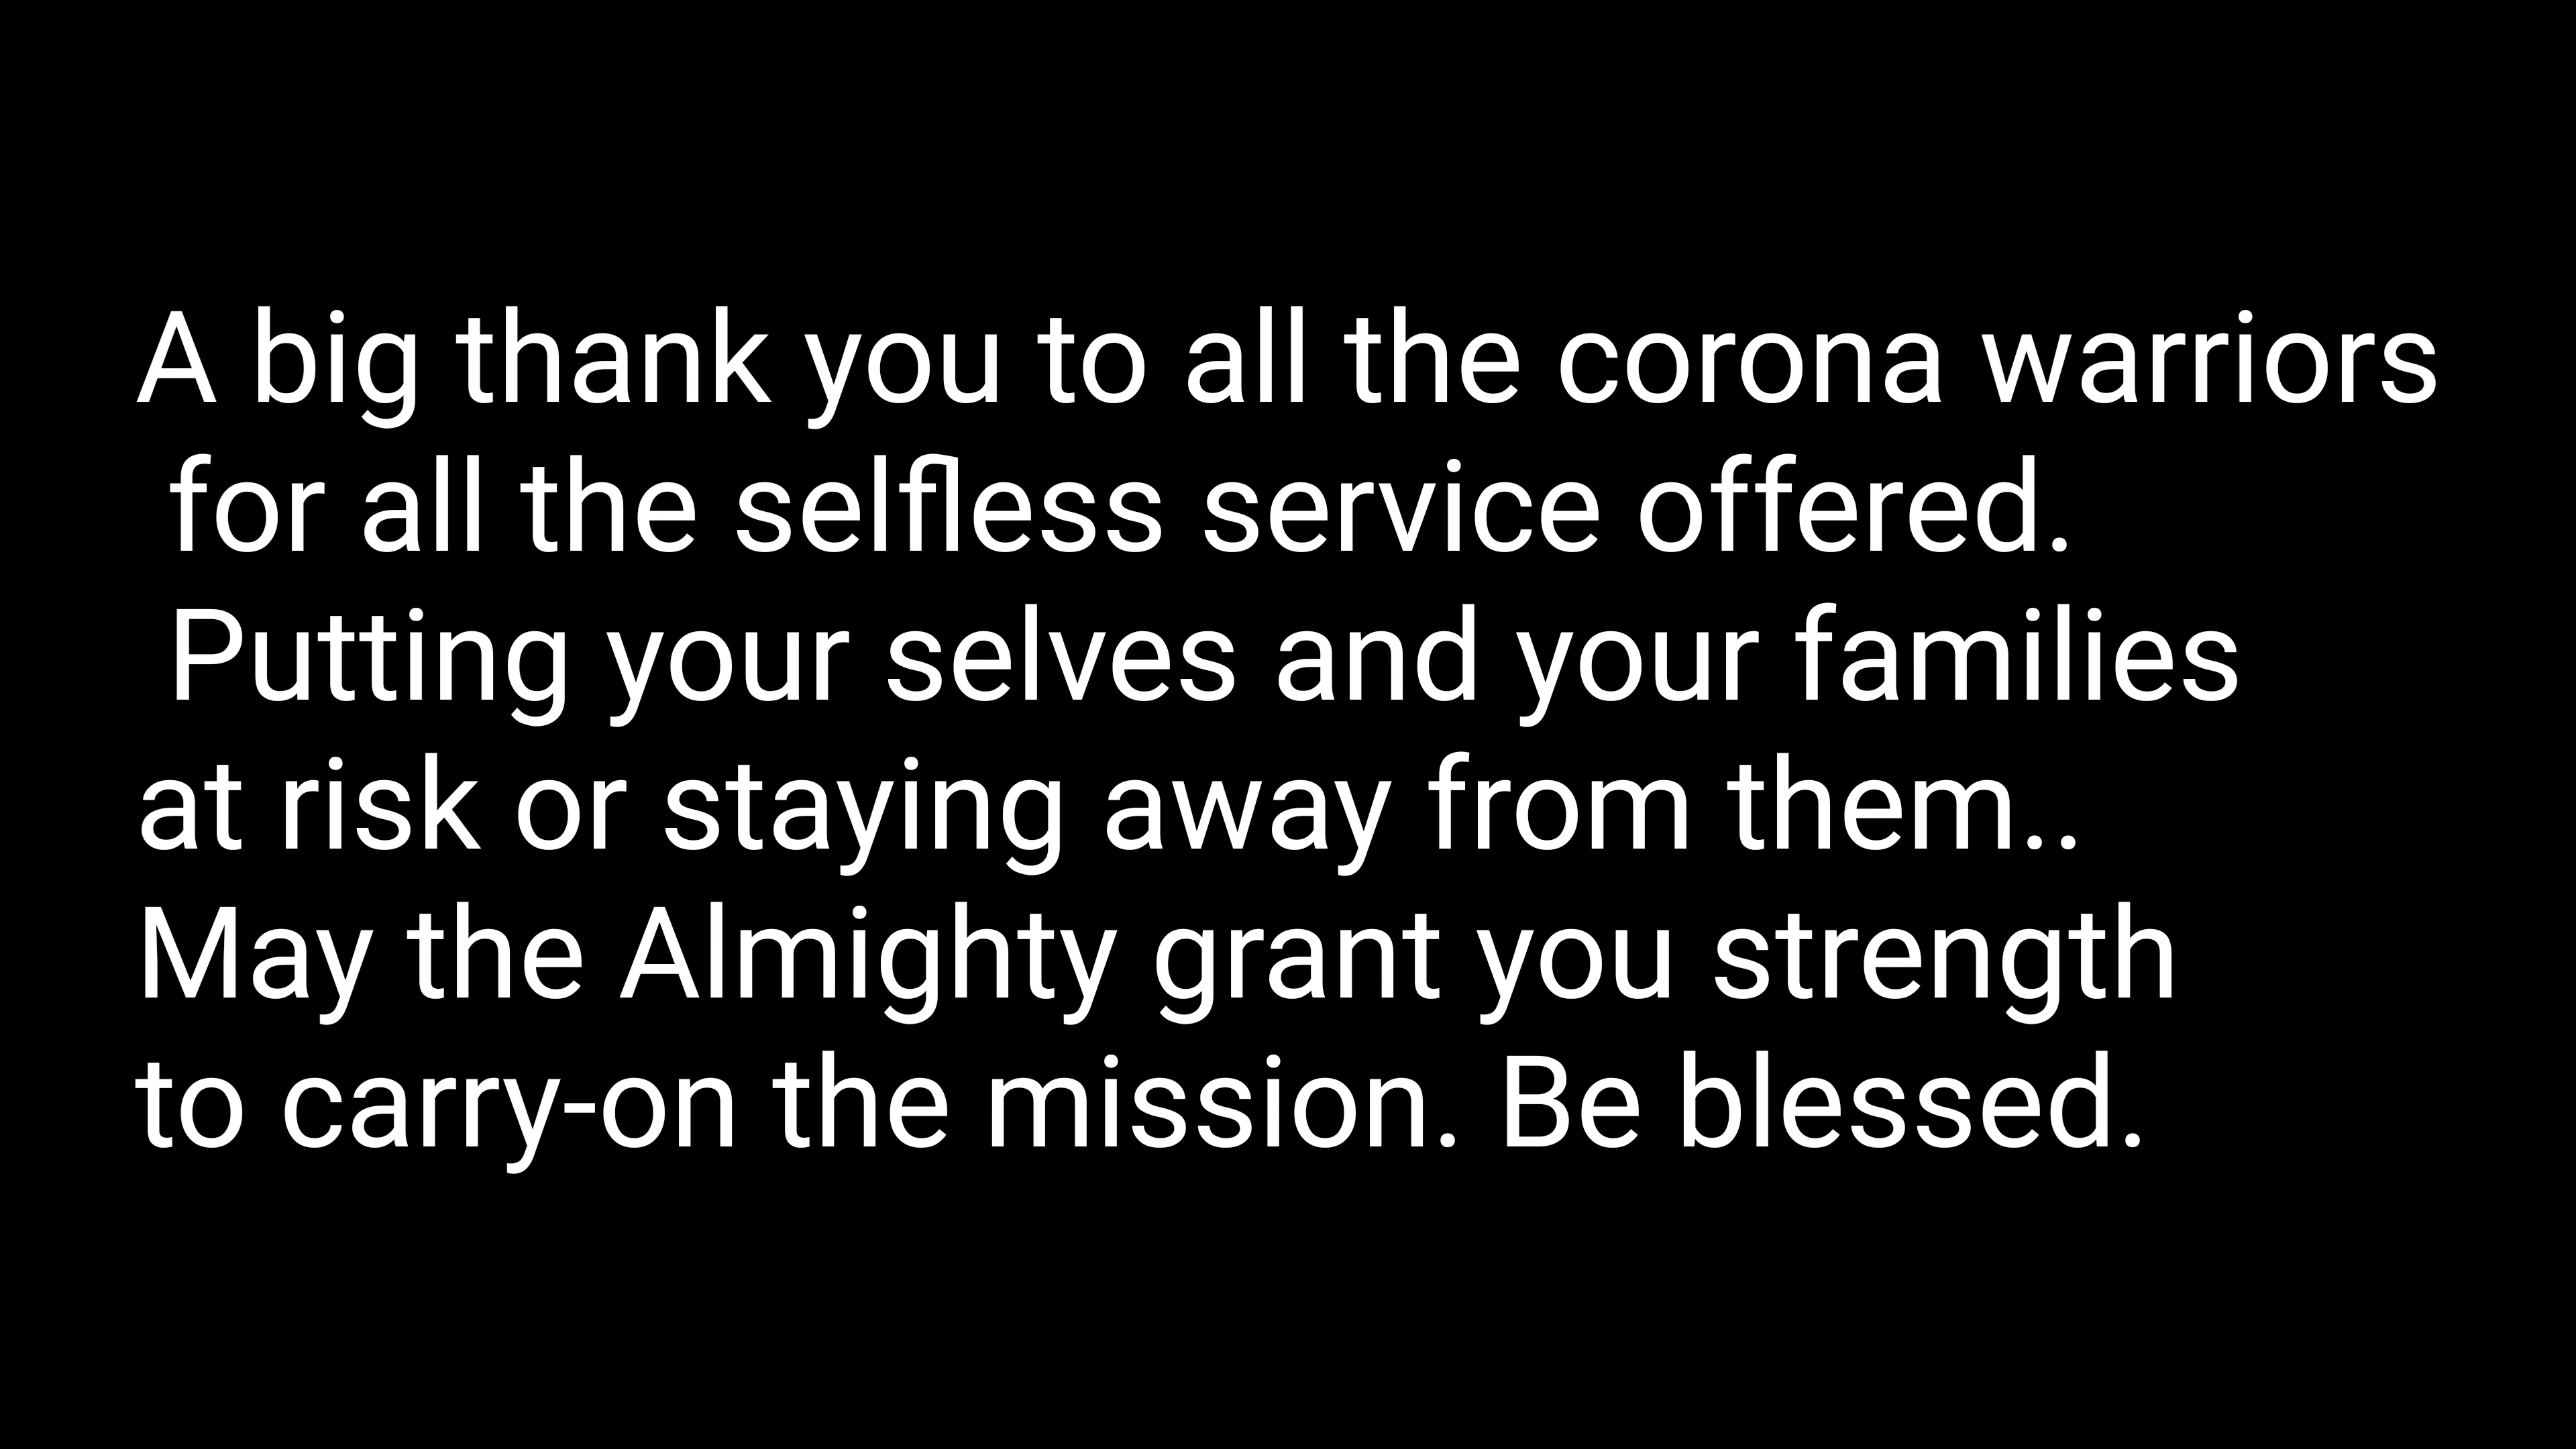 A big thank you to all the corona warriors
for all the selfless service offered.
Putting your selves and your families
at risk or staying away from them..
May the Almighty grant you strength
to carry-on the mission. Be blessed.